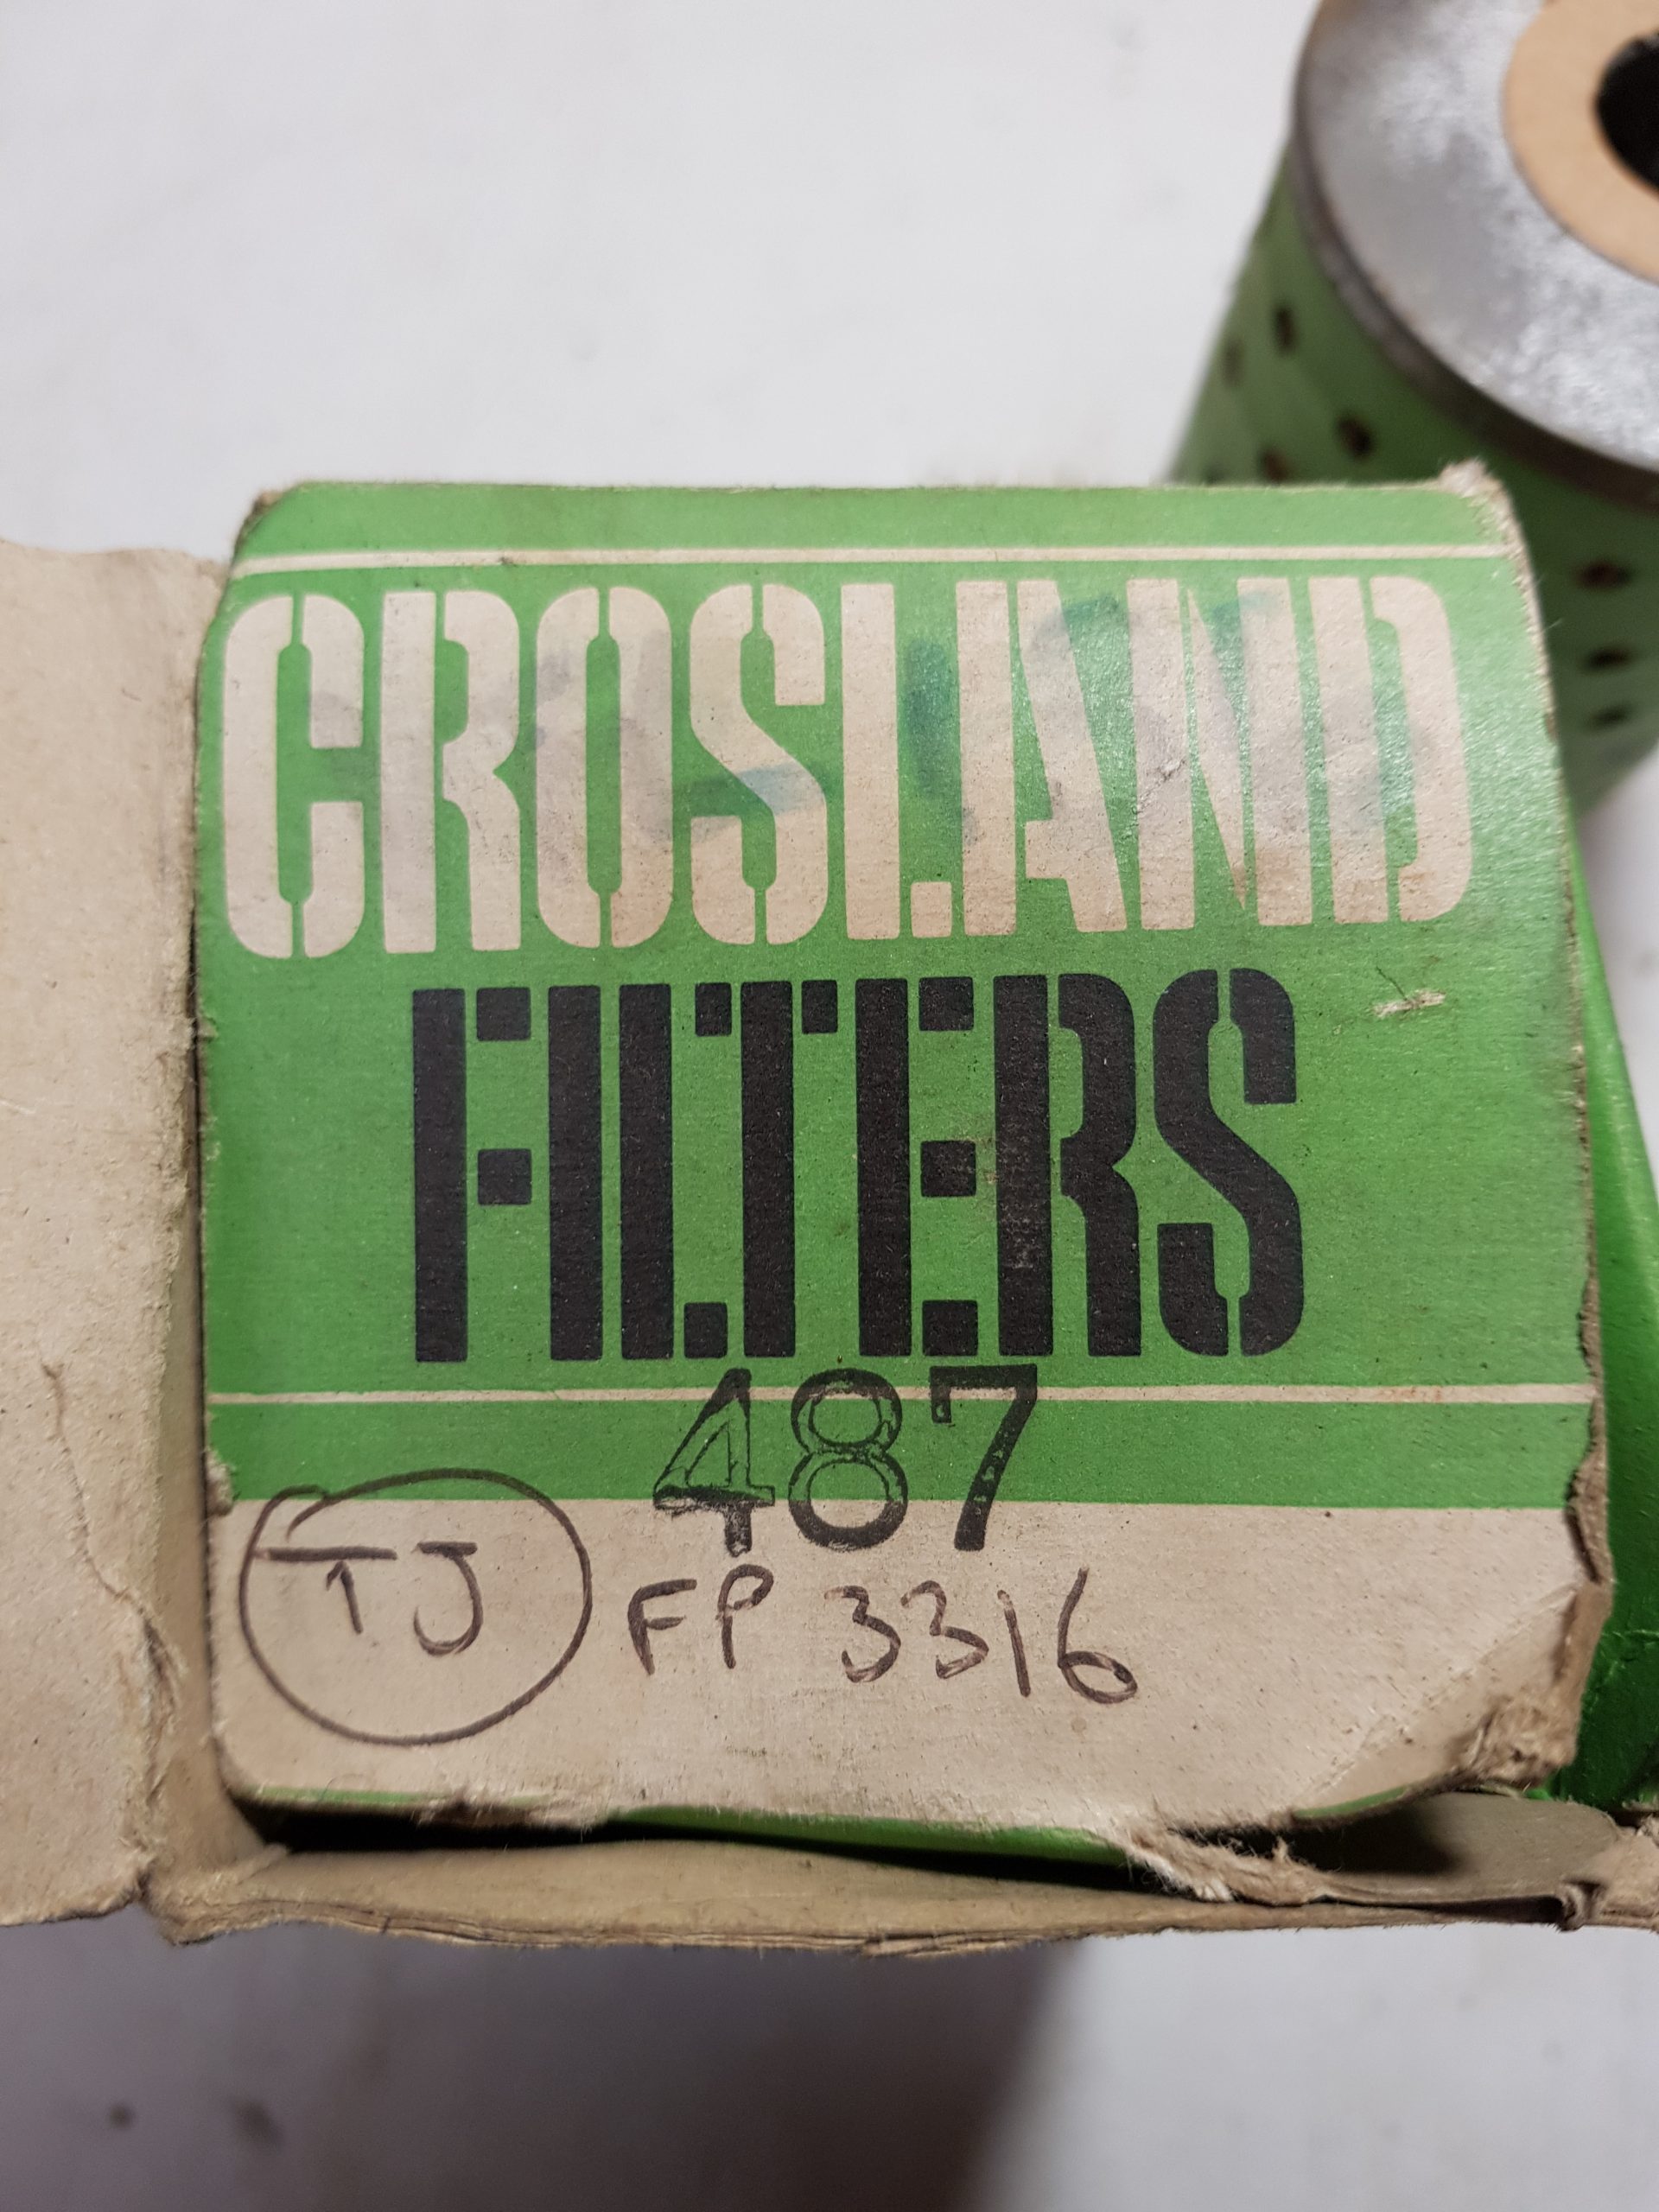 CROSLAND
FILTERS
487
TJ FP 3316